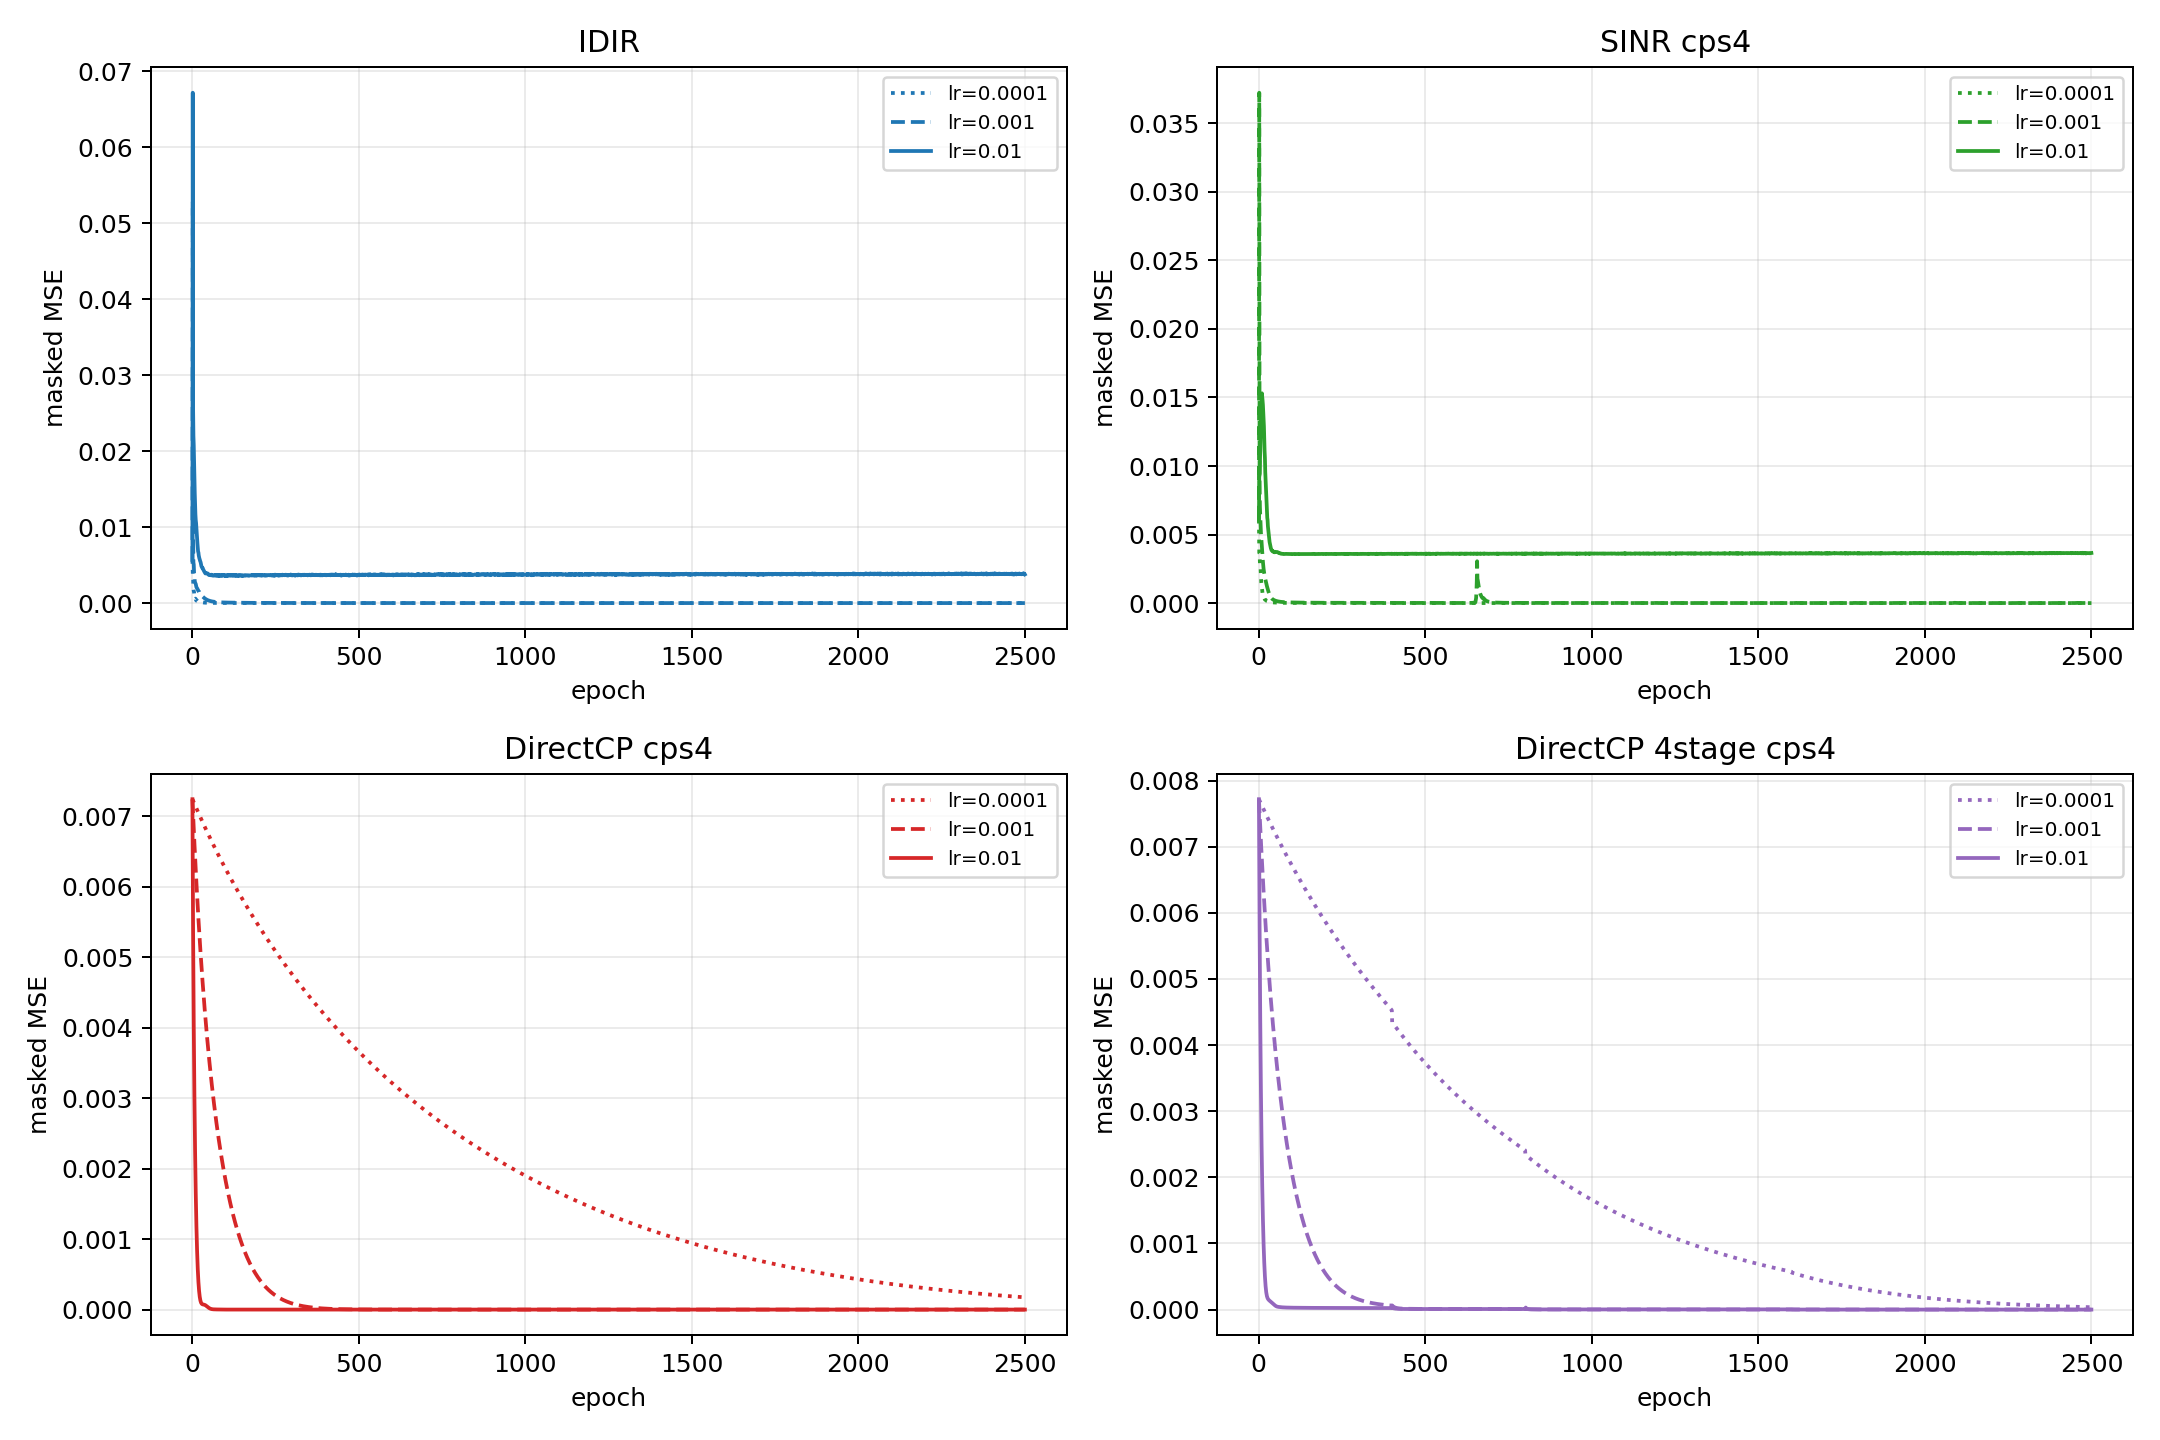 IDIR
masked MSE
0.07
0.06
0.05
0.04
0.03
0.02
0.01
0.00
lr=0.0001
lr=0.001
lr=0.01
0 500 1000 1500 2000 2500
epoch
SINR cps4
masked MSE
0.035
0.030
0.025
0.020
0.015
0.010
0.005
0.000
lr=0.0001
lr=0.001
lr=0.01
0 500 1000 1500 2000 2500
epoch
DirectCP cps4
masked MSE
0.007
0.006
0.005
0.004
0.003
0.002
0.001
0.000
lr=0.0001
lr=0.001
lr=0.01
0 500 1000 1500 2000 2500
epoch
DirectCP 4stage cps4
masked MSE
0.008
0.007
0.006
0.005
0.004
0.003
0.002
0.001
0.000
lr=0.0001
lr=0.001
lr=0.01
0 500 1000 1500 2000 2500
epoch